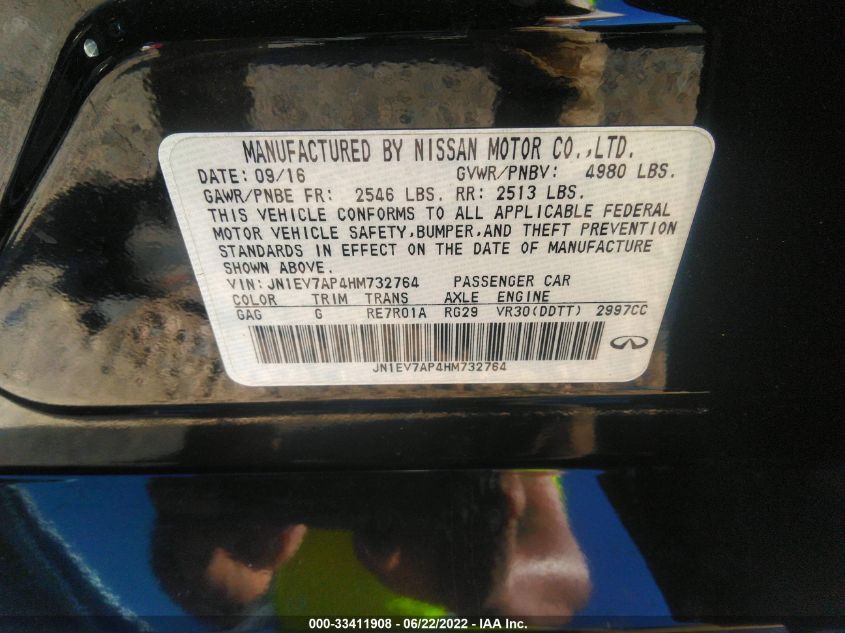 MANUFACTURED BY NISSAN MOTOR CO.,LTD.
DATE: 09/16 GVWR/PNBV: 4980 LBS.
GAWR/PNBE FR: 2546 LBS. RR: 2513 LBS.
THIS VEHICLE CONFORMS TO ALL APPLICABLE FEDERAL
MOTOR VEHICLE SAFETY,BUMPER,AND THEFT PREVENTION
STANDARDS IN EFFECT ON THE DATE OF MANUFACTURE
SHOWN ABOVE.
VIN:JN1EV7AP4HM732764 PASSENGER CAR
COLOR TRIM TRANS AXLE ENGINE
GAG G RE7R01A RG29 VR30(DDTT) 2997CC
JN1EV7AP4HM732764
000-33411908 - 06/22/2022 - IAA Inc.